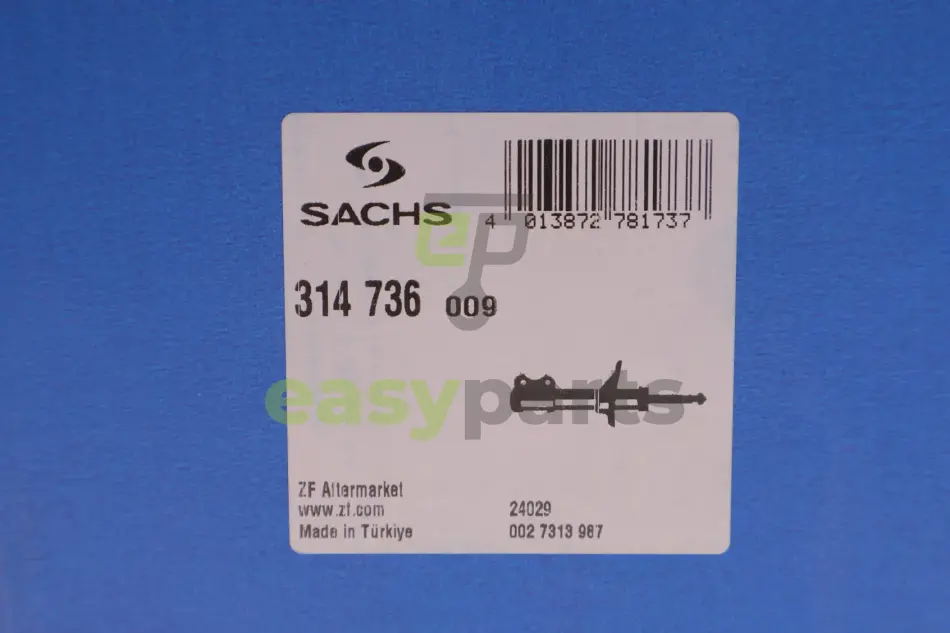 SACHS
4 013872 781737
314 736 009
easyparts
ZF Aftermarket
www.zf.com
Made in Türkiye
24029
002 7313 987